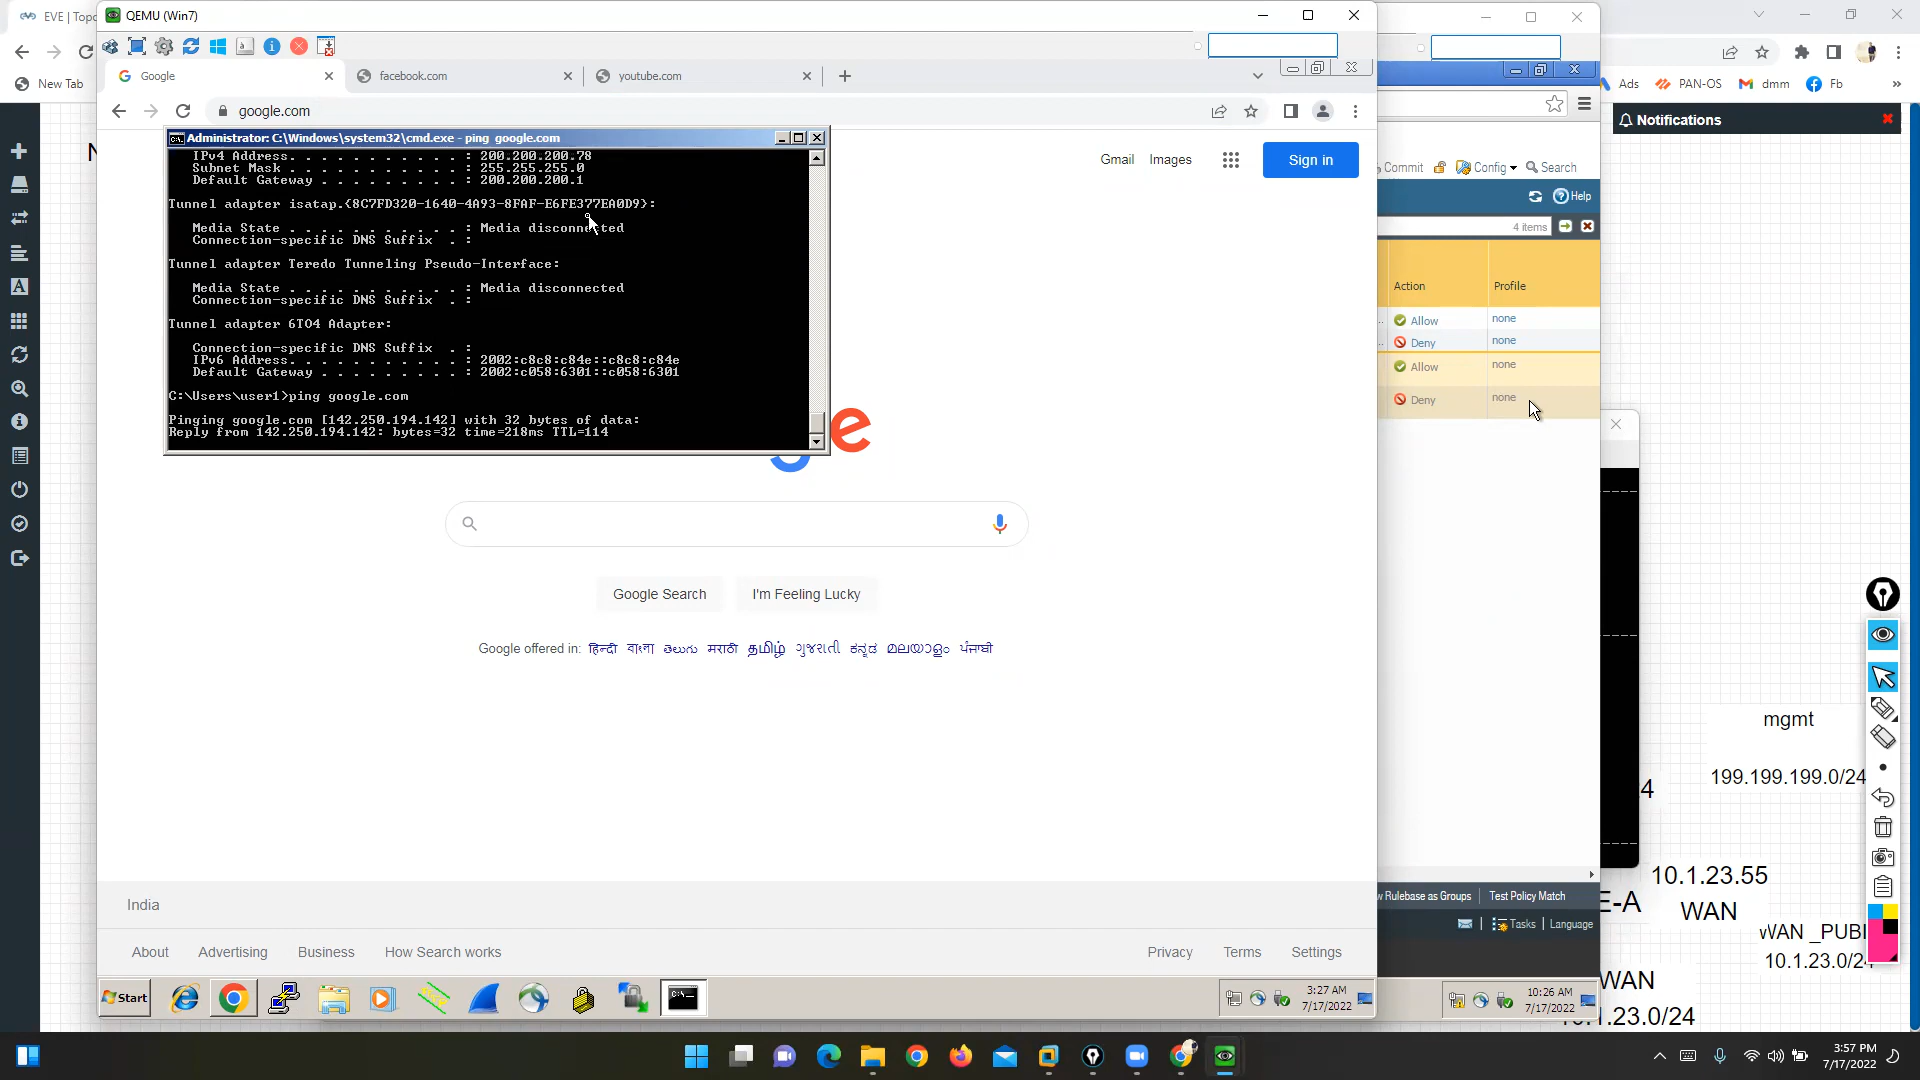 EVE | Topo
QEMU (Win7)
New Tab
Google
facebook.com
youtube.com
google.com
Ads
PAN-OS
dmm
Fb
»
Notifications
Administrator: C:\Windows\system32\cmd.exe - ping google.com
IPv4 Address. . . . . . . . . . . : 200.200.200.78
Subnet Mask . . . . . . . . . . . : 255.255.255.0
Default Gateway . . . . . . . . . : 200.200.200.1
Tunnel adapter isatap.{8C7FD320-1640-4A93-8FAF-E6FE377EA0D9}:
Media State . . . . . . . . . . . : Media disconnected
Connection-specific DNS Suffix  . :
Tunnel adapter Teredo Tunneling Pseudo-Interface:
Media State . . . . . . . . . . . : Media disconnected
Connection-specific DNS Suffix  . :
Tunnel adapter 6TO4 Adapter:
Connection-specific DNS Suffix  . :
IPv6 Address. . . . . . . . . . . : 2002:c8c8:c84e::c8c8:c84e
Default Gateway . . . . . . . . . : 2002:c058:6301::c058:6301
C:\Users\user1>ping google.com
Pinging google.com [142.250.194.142] with 32 bytes of data:
Reply from 142.250.194.142: bytes=32 time=218ms TTL=114
Gmail Images Sign in
Commit Config Search
Help
4 items
Action Profile
Allow none
Deny none
Allow none
Deny none
Google Search I'm Feeling Lucky
Google offered in: हिन्दी বাংলা తెలుగు मराठी தமிழ் ગુજરાતી ಕನ್ನಡ മലയാളം ਪੰਜਾਬੀ
mgmt
199.199.199.0/24
4
10.1.23.55
E-A
WAN
WAN _PUBI
10.1.23.0/24
WAN
10.1.23.0/24
w Rulebase as Groups Test Policy Match
Tasks | Language
India
About Advertising Business How Search works
Privacy Terms Settings
Start
3:27 AM
7/17/2022
10:26 AM
7/17/2022
3:57 PM
7/17/2022